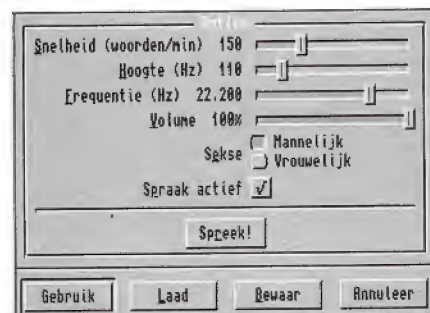 Snelheid (woorden/min) 150
Hoogte (Hz) 110
Frequentie (Hz) 22.200
Volume 100%
Sekse
Mannelijk
Vrouwelijk
Spraak actief
Spreek!
Gebruik Laad Bewaar Annuleer